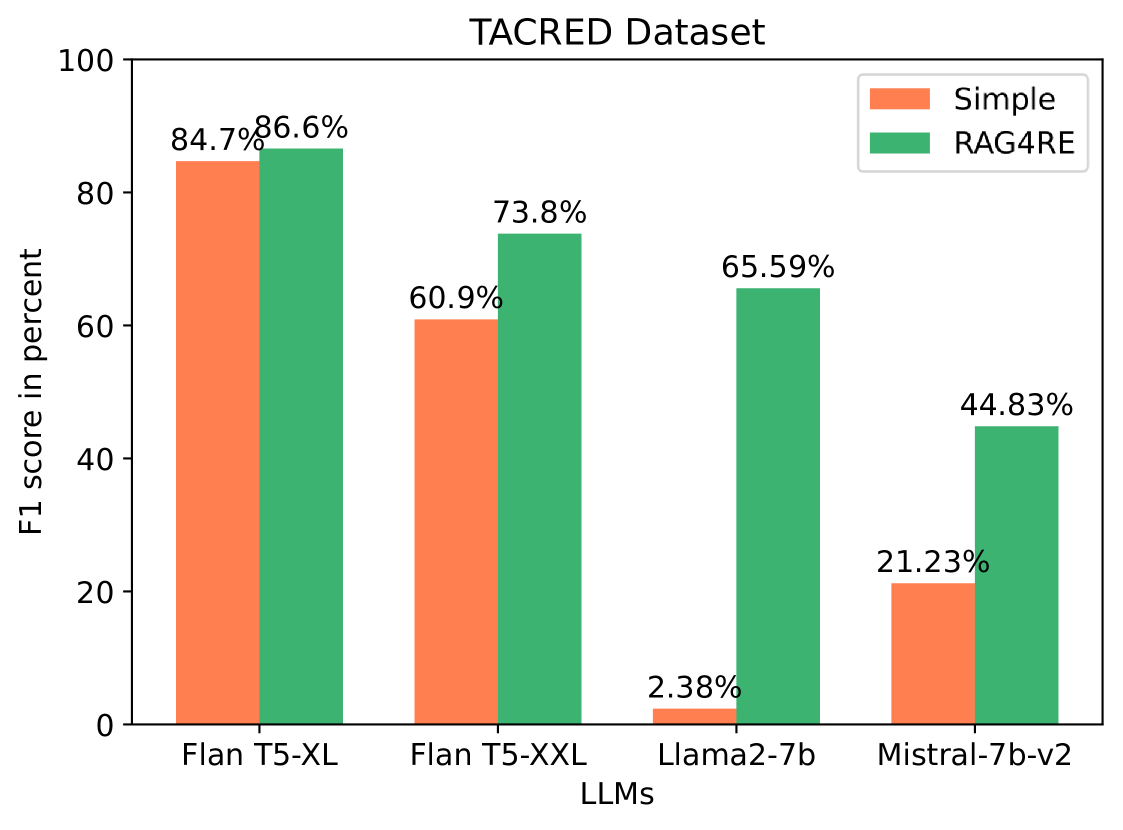 TACRED Dataset
Simple
RAG4RE
F1 score in percent
100
80
60
40
20
0
84.7%
86.6%
60.9%
73.8%
2.38%
65.59%
21.23%
44.83%
Flan T5-XL
Flan T5-XXL
Llama2-7b
Mistral-7b-v2
LLMs